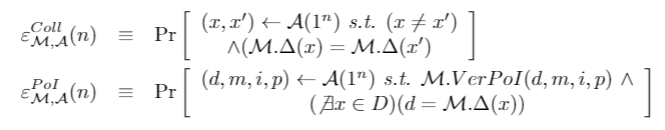 ε^{Coll}_{M,A}(n) ≡ Pr [ (x, x′) ← A(1^n) s.t. (x ≠ x′)
∧(M.Δ(x) = M.Δ(x′) ]
ε^{PoI}_{M,A}(n) ≡ Pr [ (d, m, i, p) ← A(1^n) s.t. M.VerPoI(d, m, i, p) ∧
(∄x ∈ D)(d = M.Δ(x)) ]